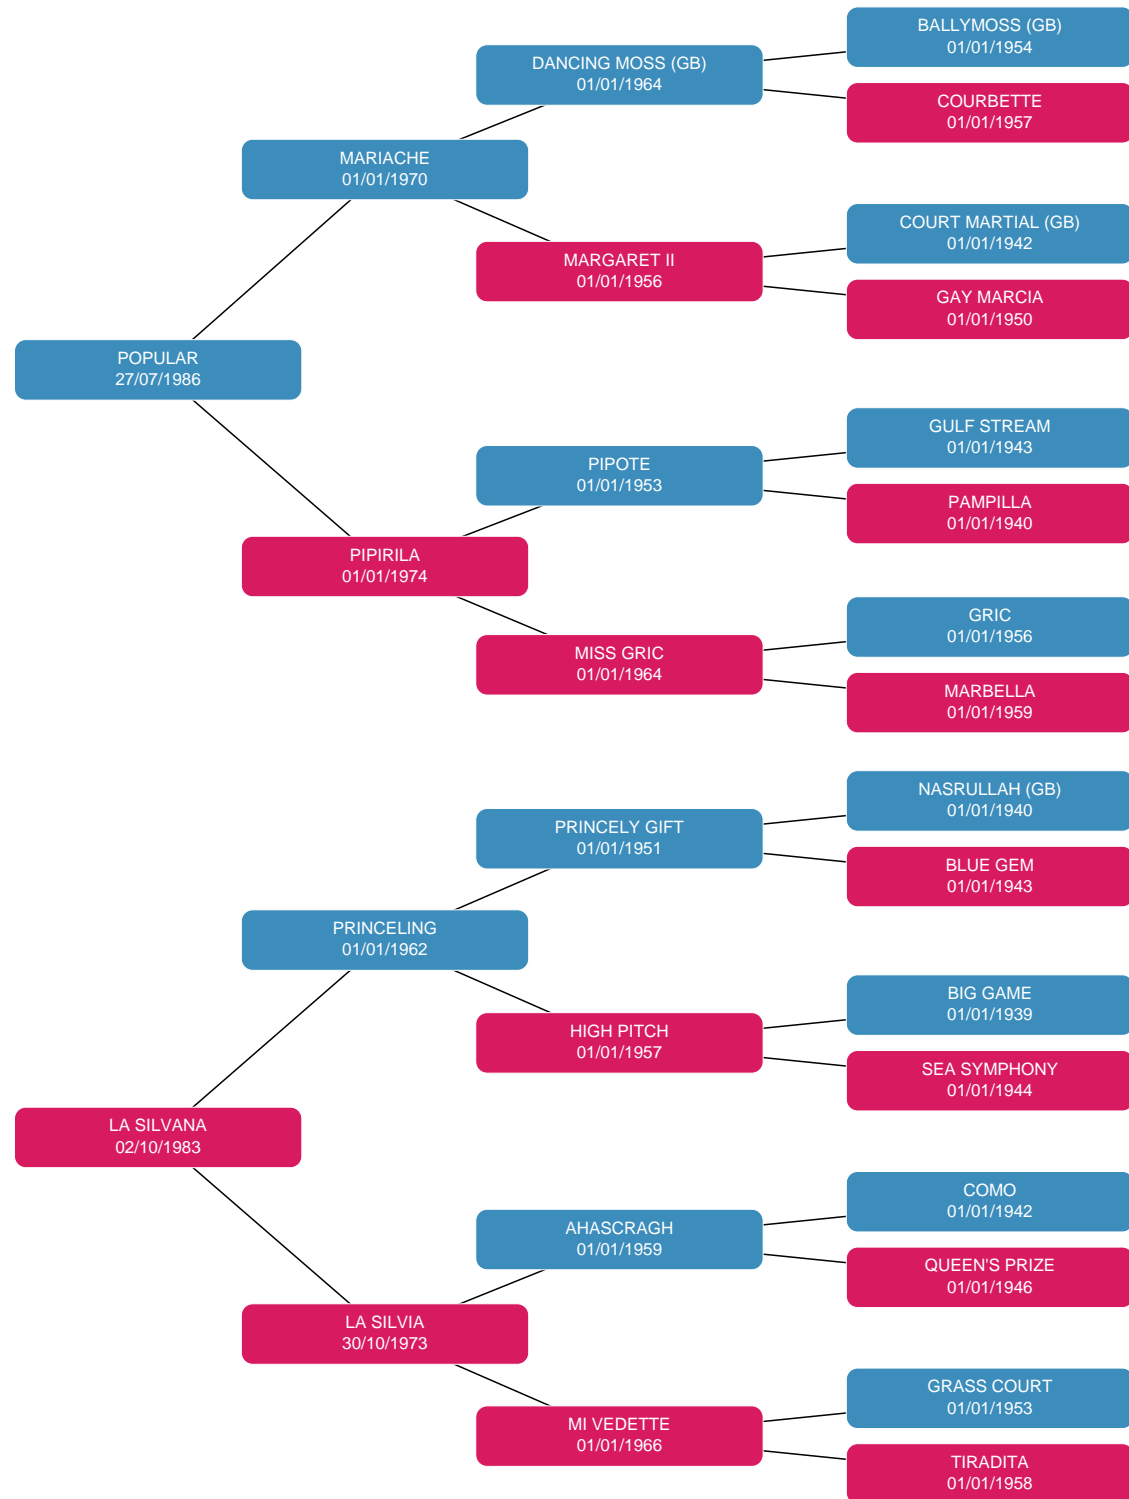 BALLYMOSS (GB)
01/01/1954
DANCING MOSS (GB)
01/01/1964
COURBETTE
01/01/1957
MARIACHE
01/01/1970
COURT MARTIAL (GB)
01/01/1942
MARGARET II
01/01/1956
GAY MARCIA
01/01/1950
POPULAR
27/07/1986
GULF STREAM
01/01/1943
PIPOTE
01/01/1953
PAMPILLA
01/01/1940
PIPIRILA
01/01/1974
GRIC
01/01/1956
MISS GRIC
01/01/1964
MARBELLA
01/01/1959
NASRULLAH (GB)
01/01/1940
PRINCELY GIFT
01/01/1951
BLUE GEM
01/01/1943
PRINCELING
01/01/1962
BIG GAME
01/01/1939
HIGH PITCH
01/01/1957
SEA SYMPHONY
01/01/1944
LA SILVANA
02/10/1983
COMO
01/01/1942
AHASCRAGH
01/01/1959
QUEEN'S PRIZE
01/01/1946
LA SILVIA
30/10/1973
GRASS COURT
01/01/1953
MI VEDETTE
01/01/1966
TIRADITA
01/01/1958